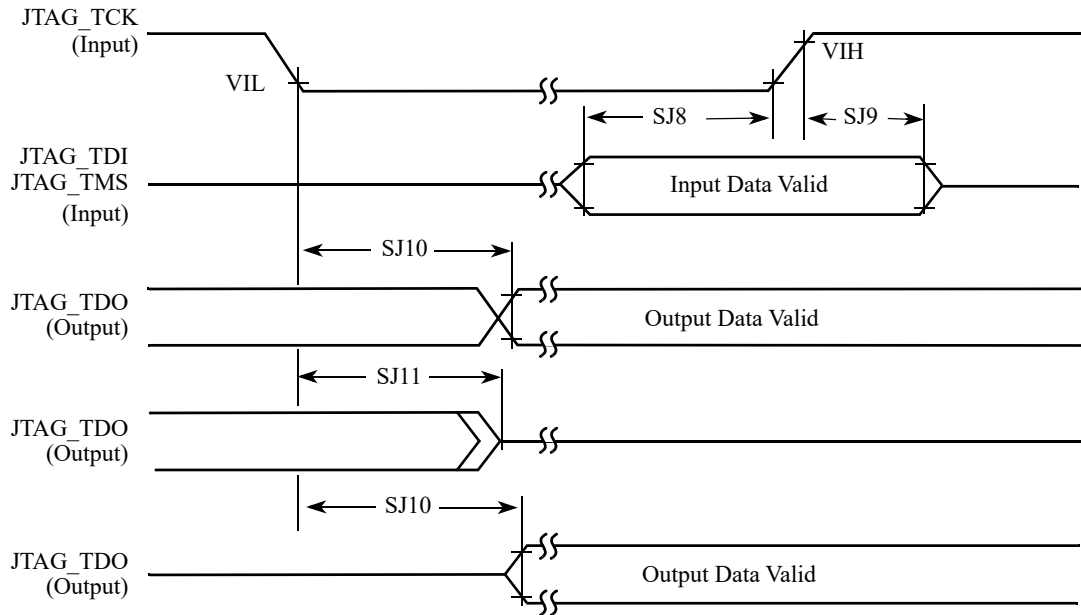 JTAG_TCK
(Input)
VIL
VIH
SJ8
SJ9
JTAG_TDI
JTAG_TMS
(Input)
Input Data Valid
SJ10
JTAG_TDO
(Output)
Output Data Valid
SJ11
JTAG_TDO
(Output)
SJ10
JTAG_TDO
(Output)
Output Data Valid